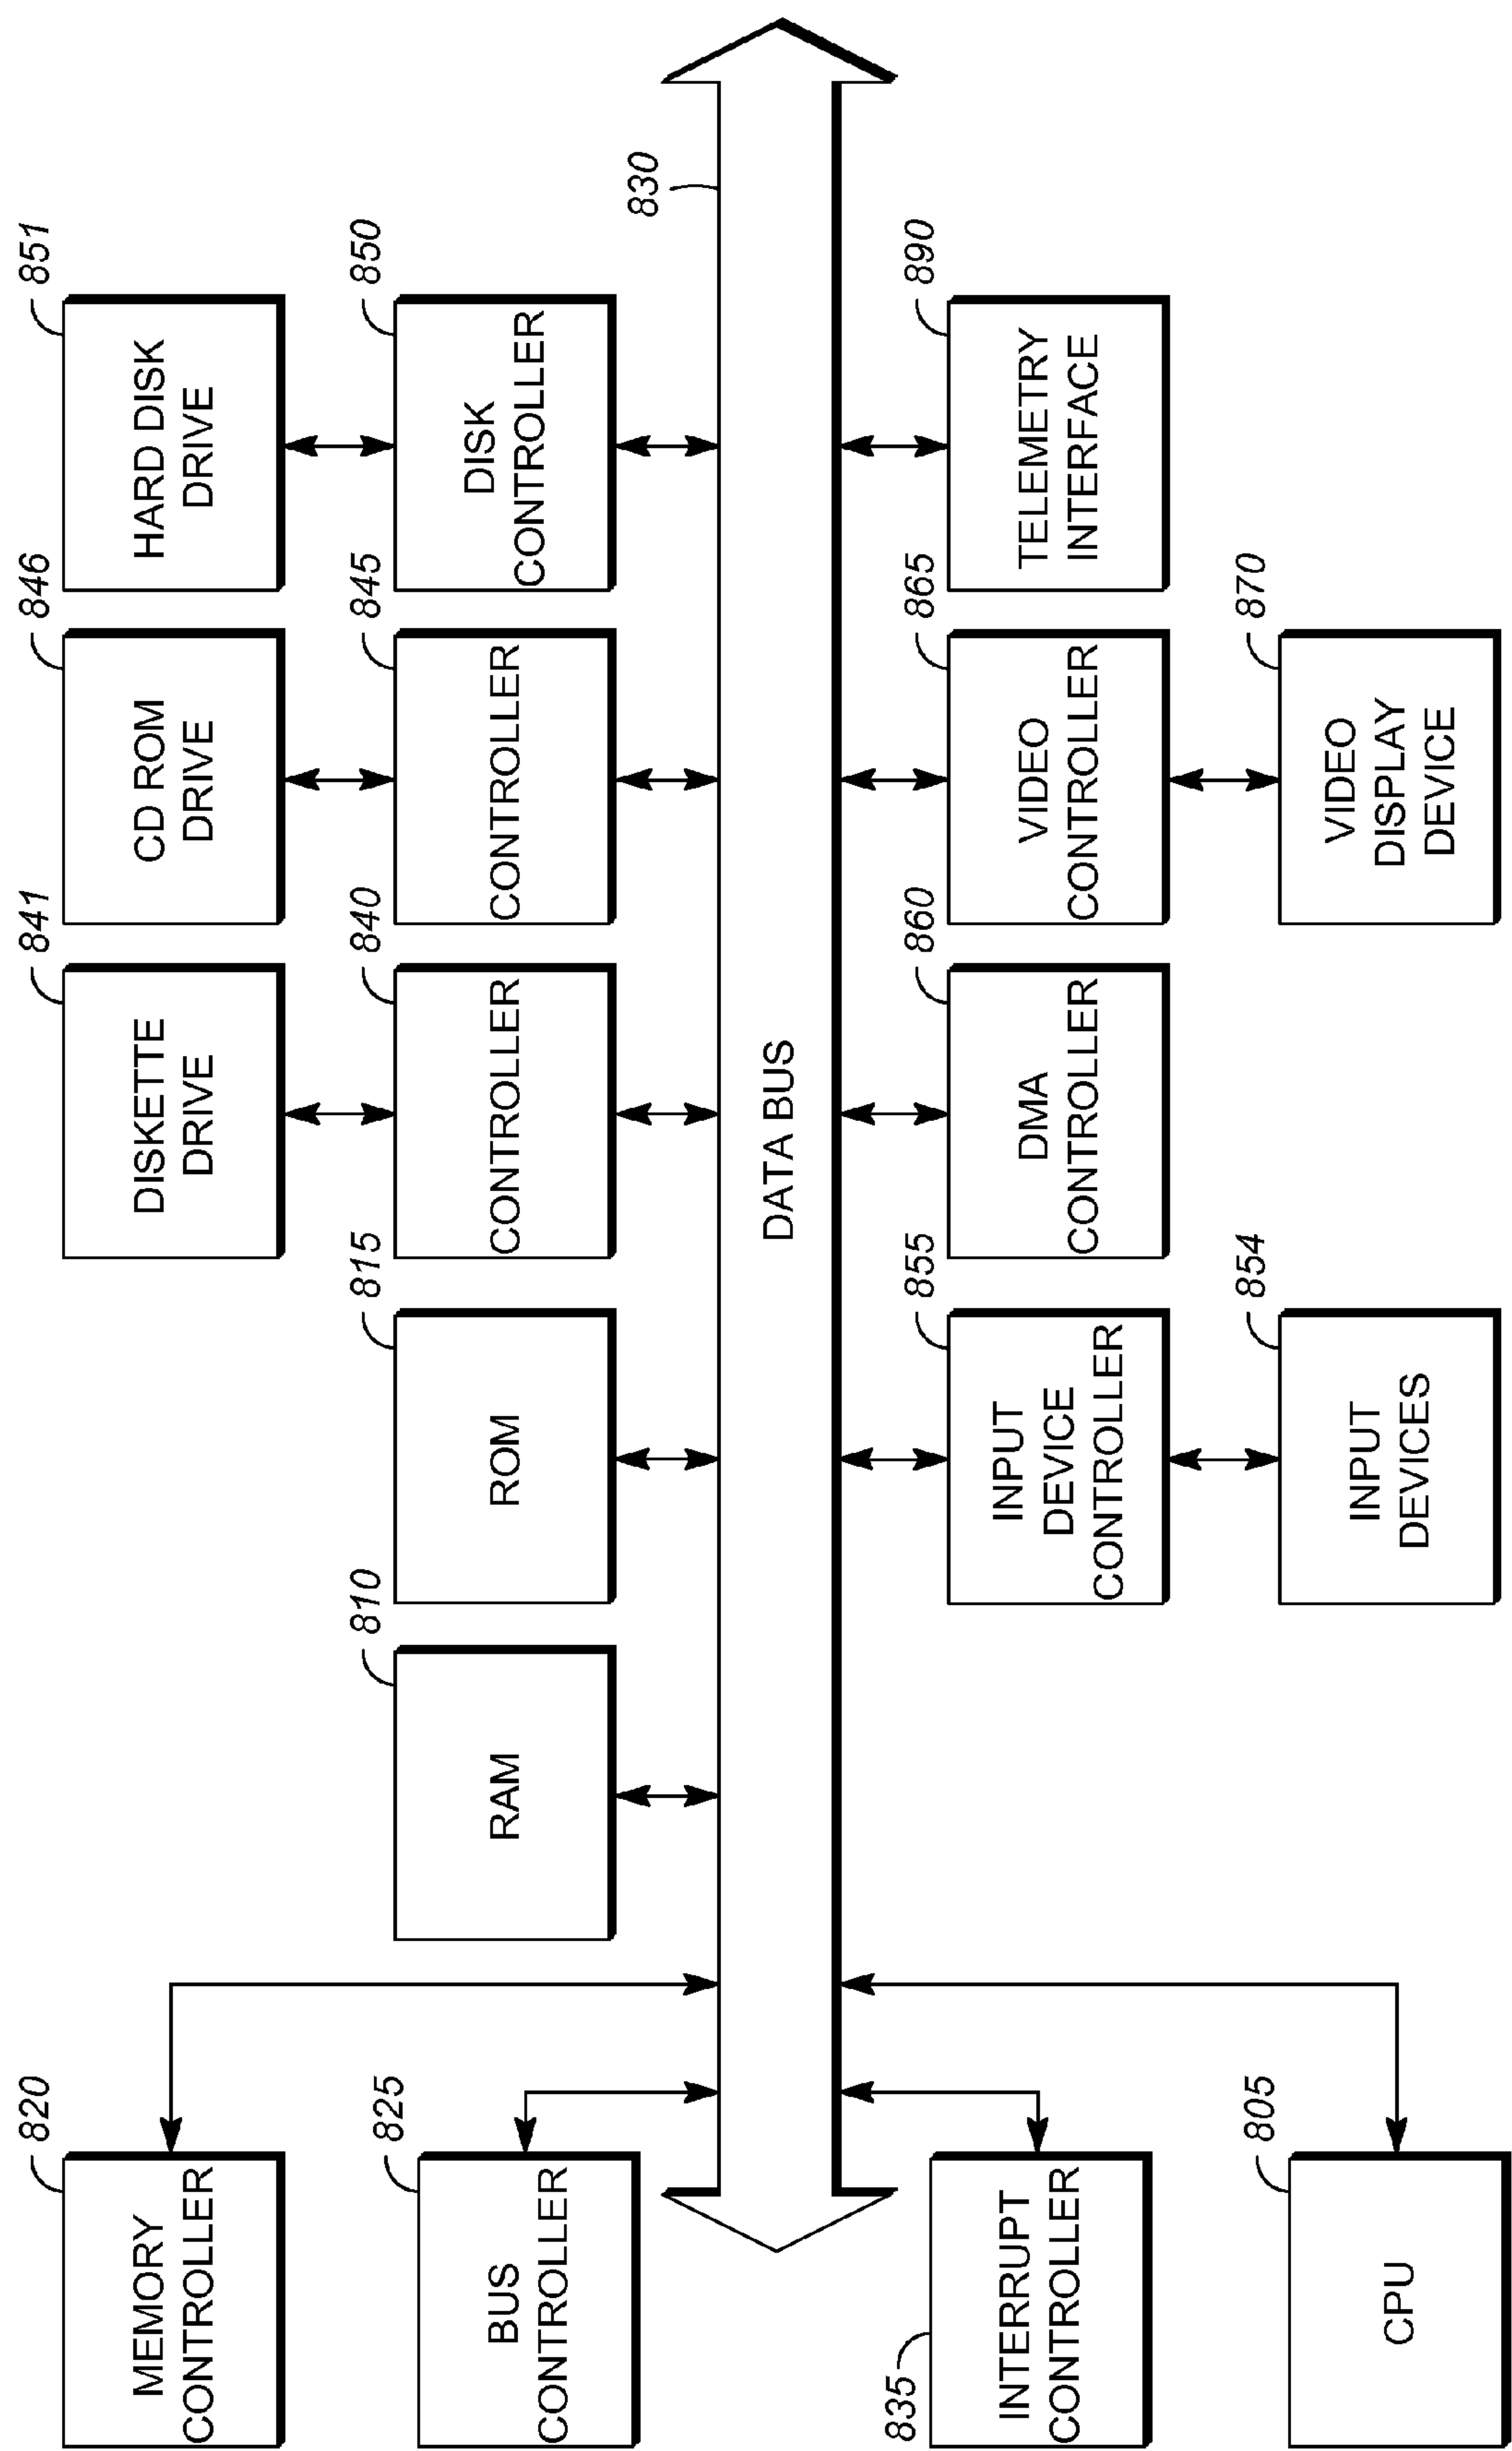 820
MEMORY
CONTROLLER
841
DISKETTE
DRIVE
846
CD ROM
DRIVE
851
HARD DISK
DRIVE
825
BUS
CONTROLLER
810
RAM
815
ROM
840
CONTROLLER
845
CONTROLLER
850
DISK
CONTROLLER
830
DATA BUS
835
INTERRUPT
CONTROLLER
855
INPUT
DEVICE
CONTROLLER
860
DMA
CONTROLLER
865
VIDEO
CONTROLLER
890
TELEMETRY
INTERFACE
805
CPU
854
INPUT
DEVICES
870
VIDEO
DISPLAY
DEVICE